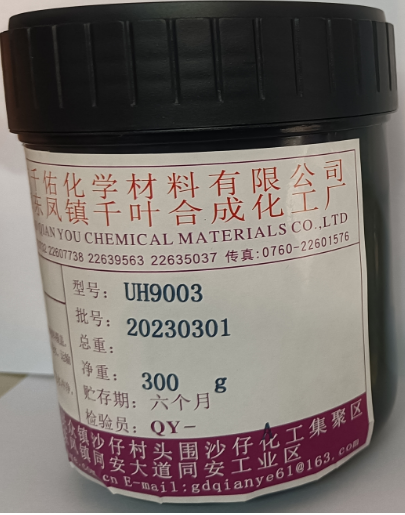 千佑化学材料有限公司
东风镇千叶合成化工厂
QIAN YOU CHEMICAL MATERIALS CO.,LTD
22607738 22639563 22635037 传真:0760-22601576
型号: UH9003
批号: 20230301
总重:
净重: 300 g
贮存期: 六个月
检验员: QY-
镇沙仔村头围沙仔化工集聚区
风镇同安大道同安工业区
.cn E-mail:gdqianye61@163.com